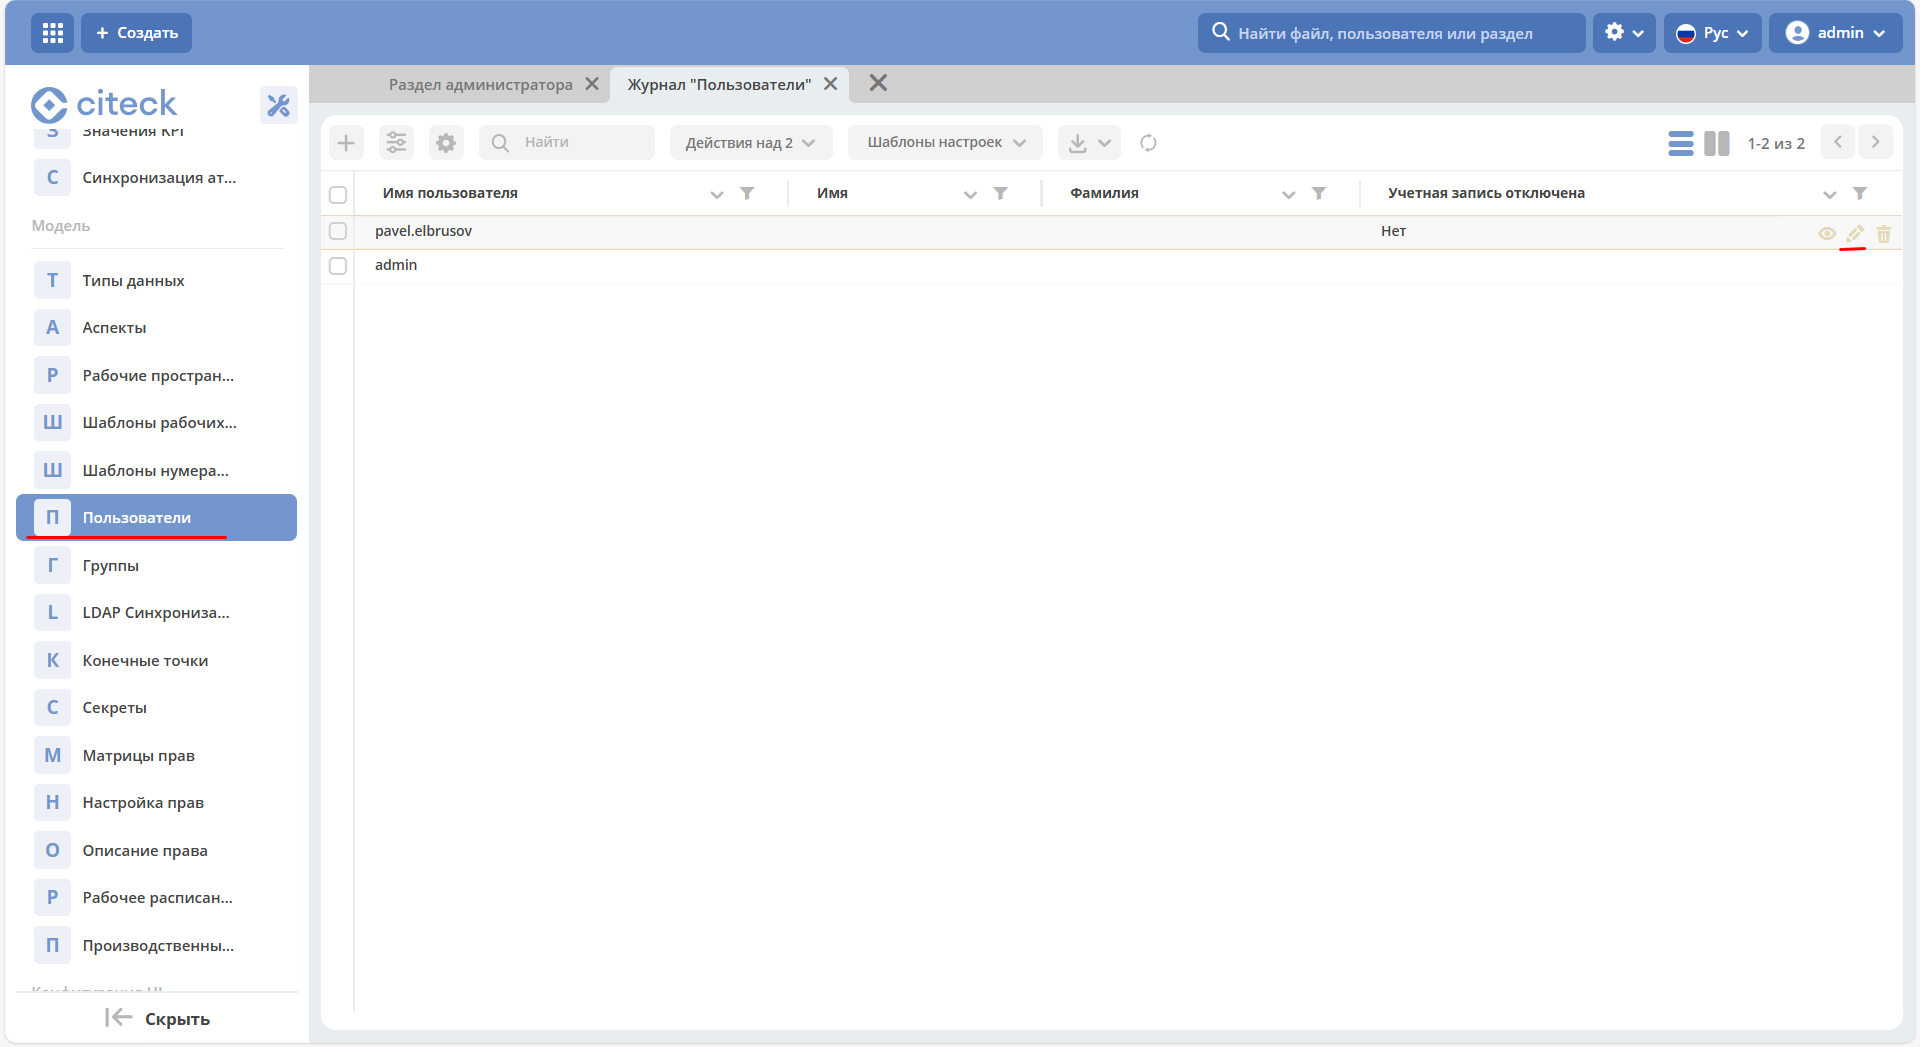 + Создать
Найти файл, пользователя или раздел
Рус
admin
citeck
Раздел администратора
Журнал "Пользователи"
З Значения KPI
С Синхронизация ат...
Модель
Т Типы данных
А Аспекты
Р Рабочие простран...
Ш Шаблоны рабочих...
Ш Шаблоны нумера...
П Пользователи
Г Группы
L LDAP Синхрониза...
К Конечные точки
С Секреты
М Матрицы прав
Н Настройка прав
О Описание права
Р Рабочее расписан...
П Производственны...
Конфигурация UI
Скрыть
Найти
Действия над 2
Шаблоны настроек
1-2 из 2
Имя пользователя
Имя
Фамилия
Учетная запись отключена
pavel.elbrusov
Нет
admin